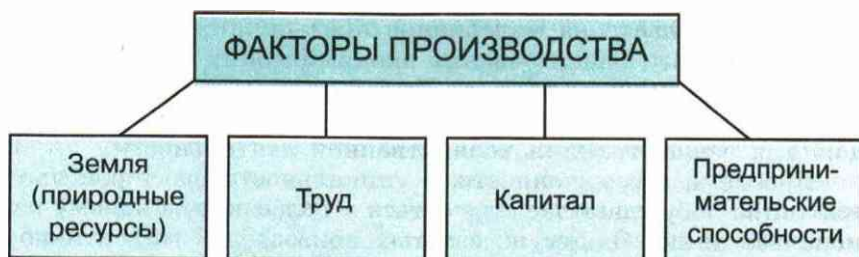 ФАКТОРЫ ПРОИЗВОДСТВА
Земля
(природные
ресурсы)
Труд
Капитал
Предприни-
мательские
способности